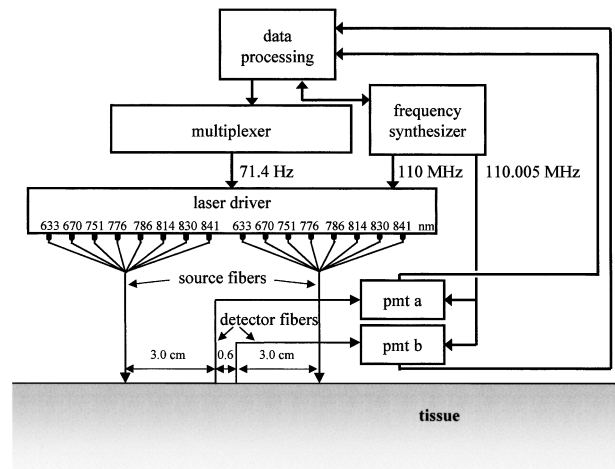 data
processing
frequency
synthesizer
multiplexer
71.4 Hz
110 MHz
110.005 MHz
laser driver
633 670 751 776 786 814 830 841 633 670 751 776 786 814 830 841 nm
source fibers
pmt a
detector fibers
pmt b
3.0 cm 0.6 3.0 cm
tissue